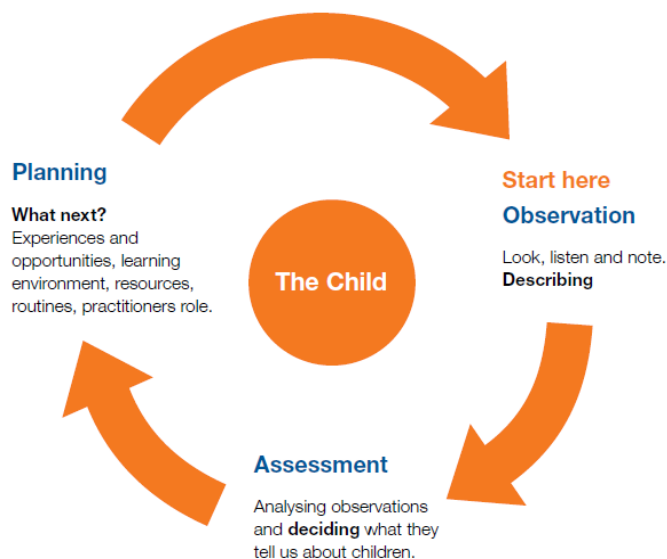 Planning
What next?
Experiences and
opportunities, learning
environment, resources,
routines, practitioners role.
The Child
Start here
Observation
Look, listen and note.
Describing
Assessment
Analysing observations
and deciding what they
tell us about children.